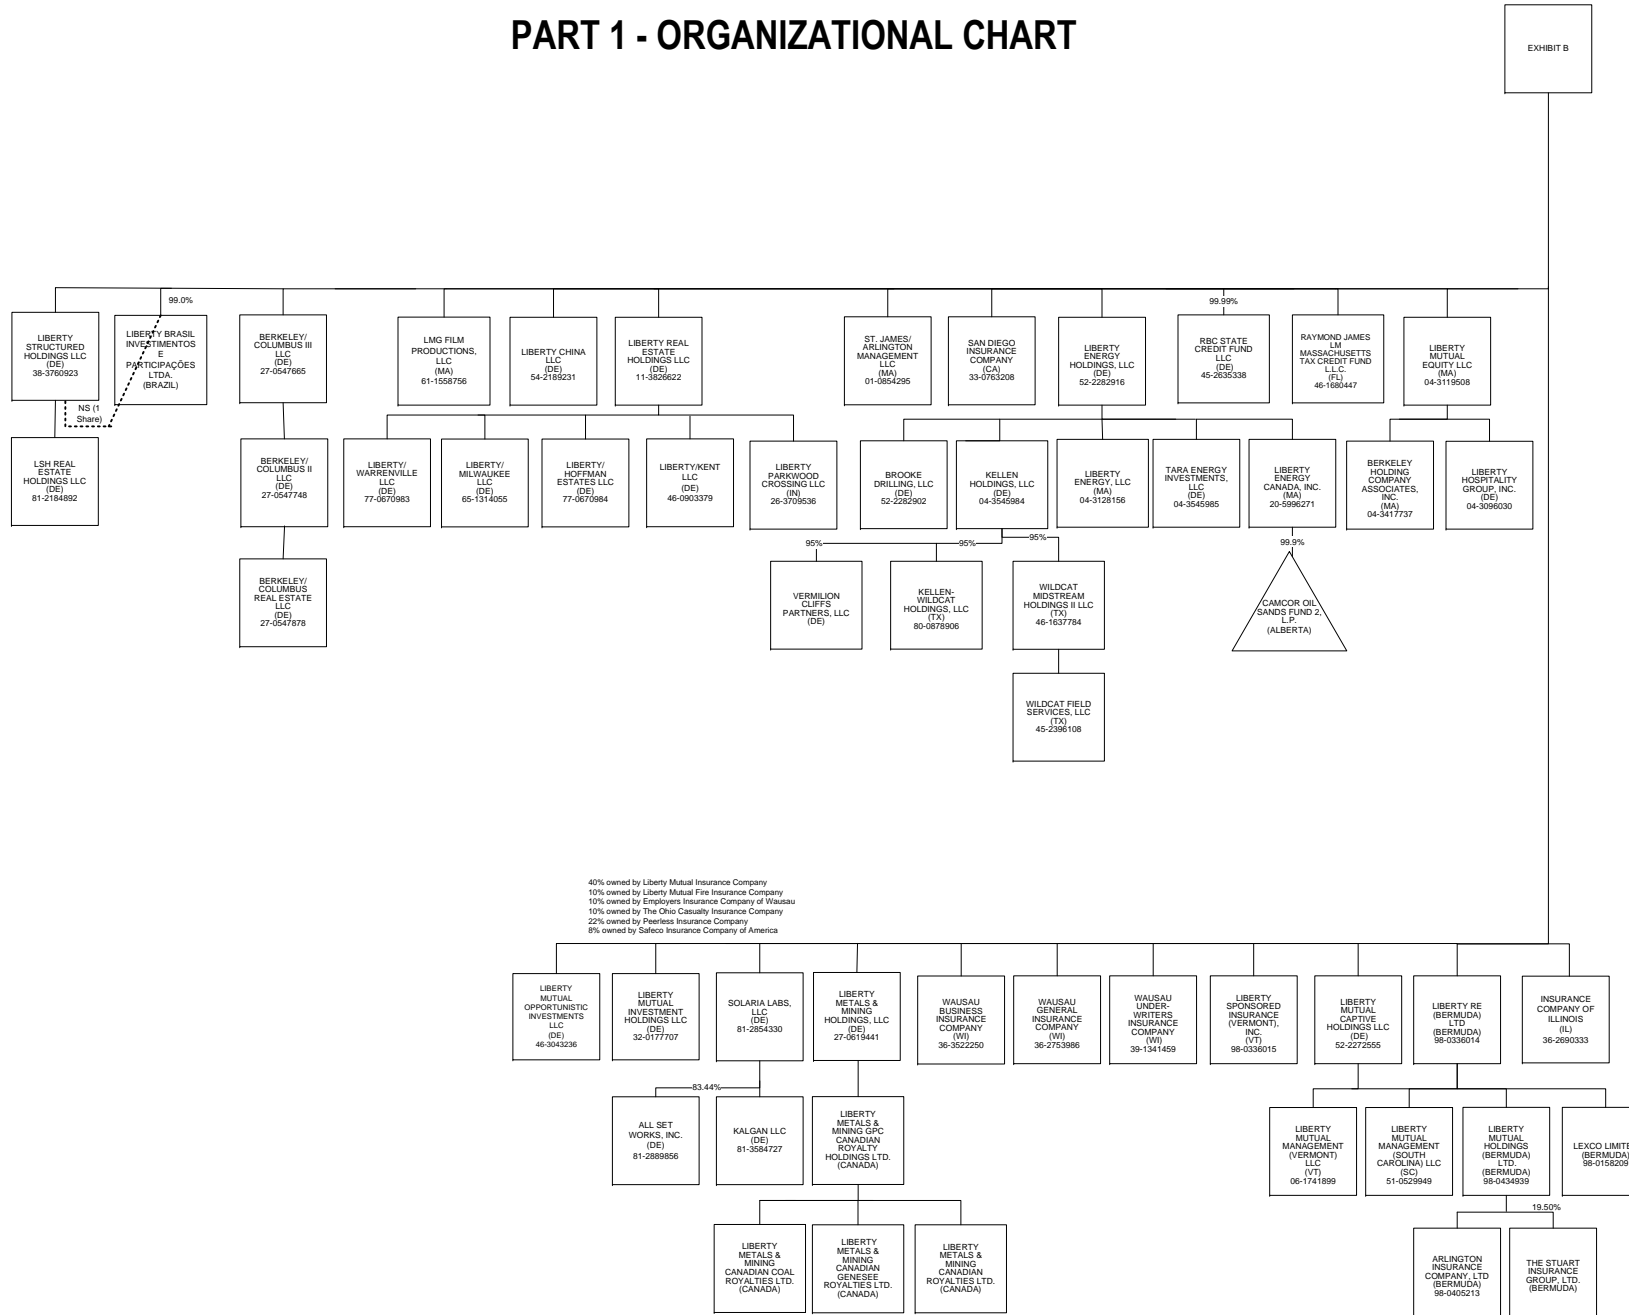 PART 1 - ORGANIZATIONAL CHART
EXHIBIT B
99.0%
99.99%
LIBERTY
STRUCTURED
HOLDINGS LLC
(DE)
38-3760923
LIBERTY BRASIL
INVESTIMENTOS
E
PARTICIPAÇÕES
LTDA.
(BRAZIL)
BERKELEY/
COLUMBUS III
LLC
(DE)
27-0547665
LMG FILM
PRODUCTIONS,
LLC
(MA)
61-1558756
LIBERTY CHINA
LLC
(DE)
54-2189231
LIBERTY REAL
ESTATE
HOLDINGS LLC
(DE)
11-3826622
ST. JAMES/
ARLINGTON
MANAGEMENT
LLC
(MA)
01-0854295
SAN DIEGO
INSURANCE
COMPANY
(CA)
33-0763208
LIBERTY
ENERGY
HOLDINGS, LLC
(DE)
52-2282916
RBC STATE
CREDIT FUND
LLC
(DE)
45-2635338
RAYMOND JAMES
LM
MASSACHUSETTS
TAX CREDIT FUND
L.L.C.
(FL)
46-1680447
LIBERTY
MUTUAL
EQUITY LLC
(MA)
04-3119508
NS (1
Share)
LSH REAL
ESTATE
HOLDINGS LLC
(DE)
81-2184892
BERKELEY/
COLUMBUS II
LLC
(DE)
27-0547748
LIBERTY/
WARRENVILLE
LLC
(DE)
77-0670983
LIBERTY/
MILWAUKEE
LLC
(DE)
65-1314055
LIBERTY/
HOFFMAN
ESTATES LLC
(DE)
77-0670984
LIBERTY/KENT
LLC
(DE)
46-0903379
LIBERTY
PARKWOOD
CROSSING LLC
(IN)
26-3709536
BROOKE
DRILLING, LLC
(DE)
52-2282902
KELLEN
HOLDINGS, LLC
(DE)
04-3545984
LIBERTY
ENERGY, LLC
(MA)
04-3128156
TARA ENERGY
INVESTMENTS,
LLC
(DE)
04-3545985
LIBERTY
ENERGY
CANADA, INC.
(MA)
20-5996271
BERKELEY
HOLDING
COMPANY
ASSOCIATES,
INC.
(MA)
04-3417737
LIBERTY
HOSPITALITY
GROUP, INC.
(DE)
04-3096030
95%
95%
95%
99.9%
BERKELEY/
COLUMBUS
REAL ESTATE
LLC
(DE)
27-0547878
VERMILION
CLIFFS
PARTNERS, LLC
(DE)
KELLEN-
WILDCAT
HOLDINGS, LLC
(TX)
80-0878906
WILDCAT
MIDSTREAM
HOLDINGS II LLC
(TX)
46-1637784
CAMCOR OIL
SANDS FUND 2,
L.P.
(ALBERTA)
WILDCAT FIELD
SERVICES, LLC
(TX)
45-2396108
40% owned by Liberty Mutual Insurance Company
10% owned by Liberty Mutual Fire Insurance Company
10% owned by Employers Insurance Company of Wausau
10% owned by The Ohio Casualty Insurance Company
22% owned by Peerless Insurance Company
8% owned by Safeco Insurance Company of America
LIBERTY
MUTUAL
OPPORTUNISTIC
INVESTMENTS
LLC
(DE)
46-3043236
LIBERTY
MUTUAL
INVESTMENT
HOLDINGS LLC
(DE)
32-0177707
SOLARIA LABS,
LLC
(DE)
81-2854330
LIBERTY
METALS &
MINING
HOLDINGS, LLC
(DE)
27-0619441
WAUSAU
BUSINESS
INSURANCE
COMPANY
(WI)
36-3522250
WAUSAU
GENERAL
INSURANCE
COMPANY
(WI)
36-2753986
WAUSAU
UNDER-
WRITERS
INSURANCE
COMPANY
(WI)
39-1341459
LIBERTY
SPONSORED
INSURANCE
(VERMONT),
INC.
(VT)
98-0336015
LIBERTY
MUTUAL
CAPTIVE
HOLDINGS LLC
(DE)
52-2272555
LIBERTY RE
(BERMUDA)
LTD
(BERMUDA)
98-0336014
INSURANCE
COMPANY OF
ILLINOIS
(IL)
36-2690333
83.44%
ALL SET
WORKS, INC.
(DE)
81-2889856
KALGAN LLC
(DE)
81-3584727
LIBERTY
METALS &
MINING GPC
CANADIAN
ROYALTY
HOLDINGS LTD.
(CANADA)
LIBERTY
MUTUAL
MANAGEMENT
(VERMONT)
LLC
(VT)
06-1741899
LIBERTY
MUTUAL
MANAGEMENT
(SOUTH
CAROLINA) LLC
(SC)
51-0529949
LIBERTY
MUTUAL
HOLDINGS
(BERMUDA)
LTD.
(BERMUDA)
98-0434939
LEXCO LIMITE
(BERMUDA)
98-0158209
19.50%
LIBERTY
METALS &
MINING
CANADIAN COAL
ROYALTIES LTD.
(CANADA)
LIBERTY
METALS &
MINING
CANADIAN
GENESEE
ROYALTIES LTD.
(CANADA)
LIBERTY
METALS &
MINING
CANADIAN
ROYALTIES LTD.
(CANADA)
ARLINGTON
INSURANCE
COMPANY, LTD
(BERMUDA)
98-0405213
THE STUART
INSURANCE
GROUP, LTD.
(BERMUDA)